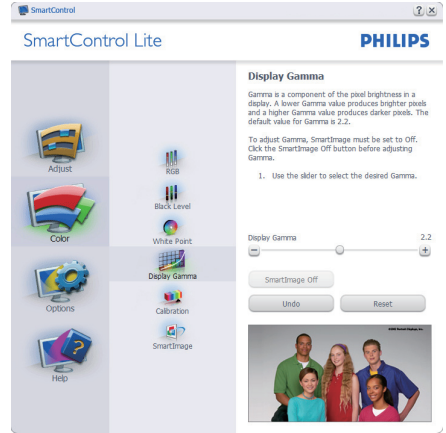 SmartControl
SmartControl Lite
PHILIPS
Adjust
Color
Options
Help
RGB
Black Level
White Point
Display Gamma
Calibration
SmartImage
Display Gamma
Gamma is a component of the pixel brightness in a
display. A lower Gamma value produces brighter pixels
and a higher Gamma value produces darker pixels. The
default value for Gamma is 2.2.
To adjust Gamma, SmartImage must be set to Off.
Click the SmartImage Off button before adjusting
Gamma.
1. Use the slider to select the desired Gamma.
Display Gamma 2.2
SmartImage Off
Undo Reset